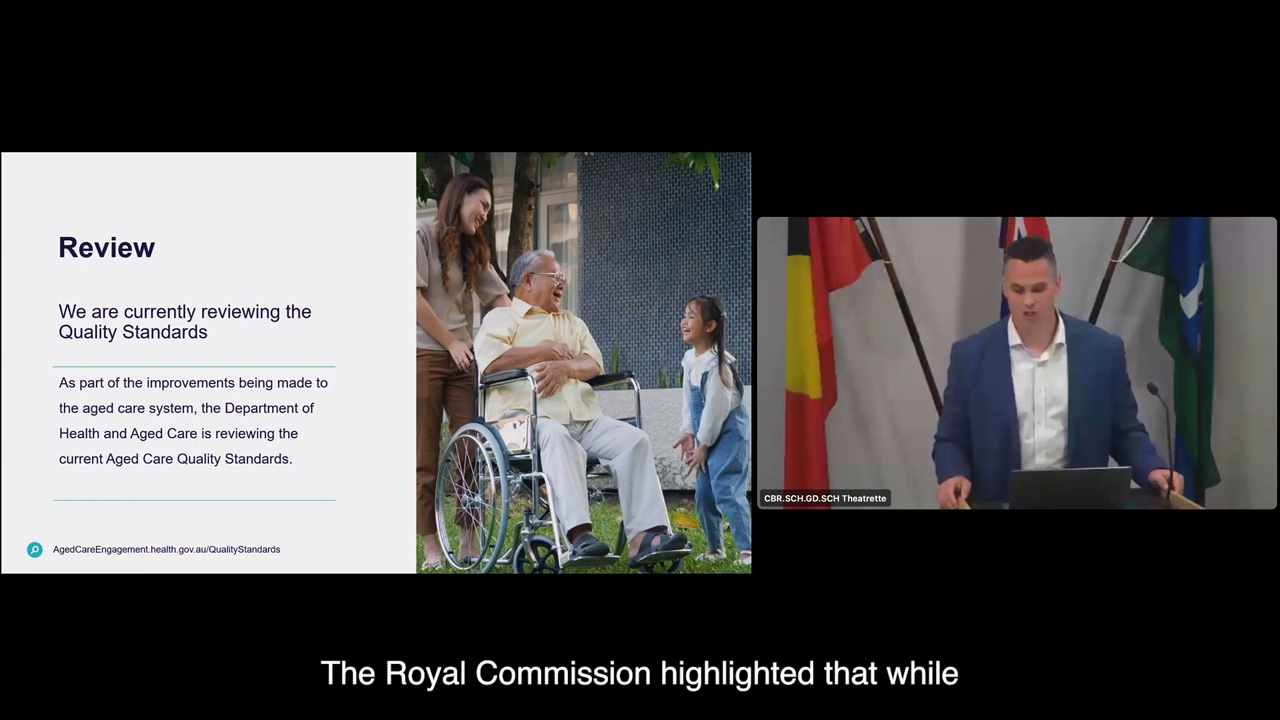 Review
We are currently reviewing the
Quality Standards
As part of the improvements being made to
the aged care system, the Department of
Health and Aged Care is reviewing the
current Aged Care Quality Standards.
AgedCareEngagement.health.gov.au/QualityStandards
CBR.SCH.GD.SCH Theatrette
The Royal Commission highlighted that while